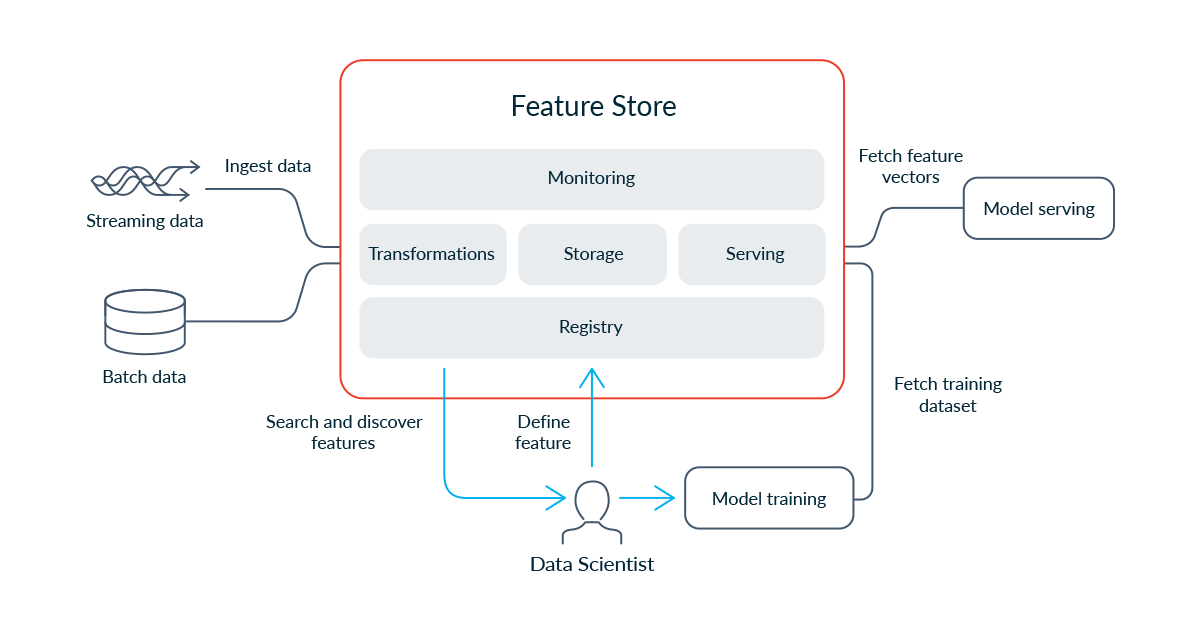 Feature Store
Monitoring
Transformations
Storage
Serving
Registry
Ingest data
Streaming data
Batch data
Fetch feature
vectors
Model serving
Fetch training
dataset
Search and discover
features
Define
feature
Model training
Data Scientist